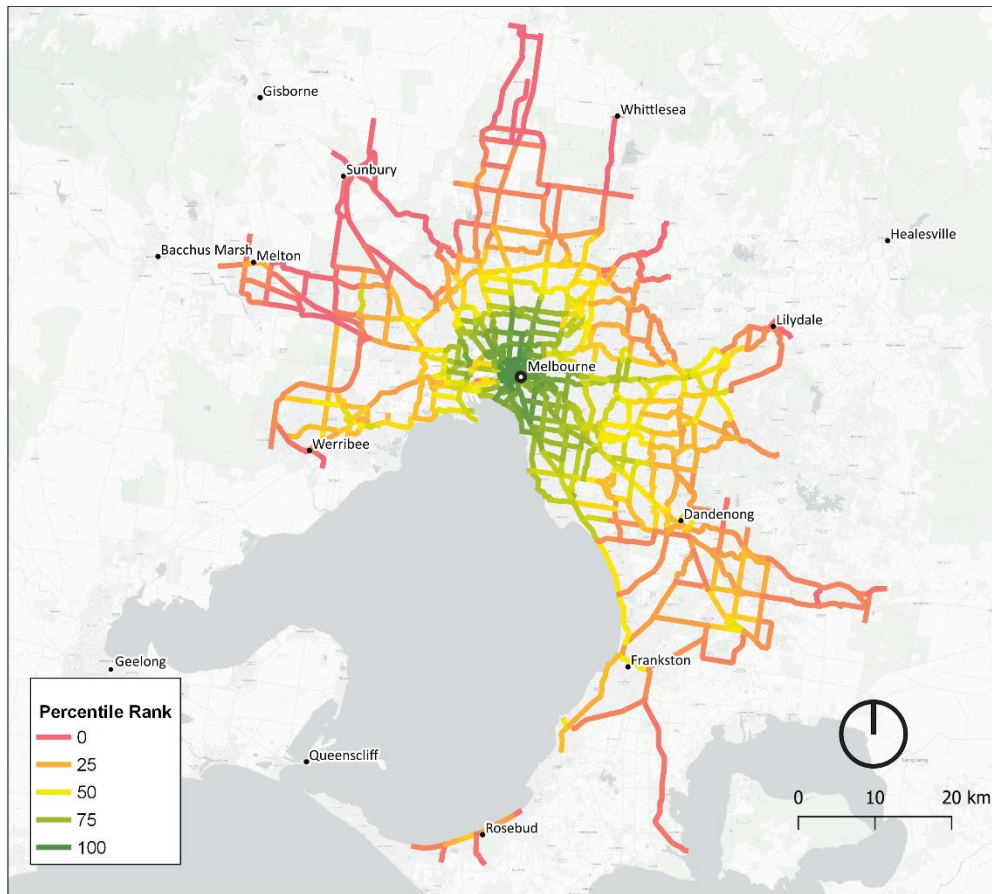 Gisborne
Whittlesea
Sunbury
Healesville
Bacchus Marsh
Melton
Lilydale
Melbourne
Werribee
Dandenong
Geelong
Frankston
Percentile Rank
0
25
50
75
100
Queenscliff
0 10 20 km
Rosebud